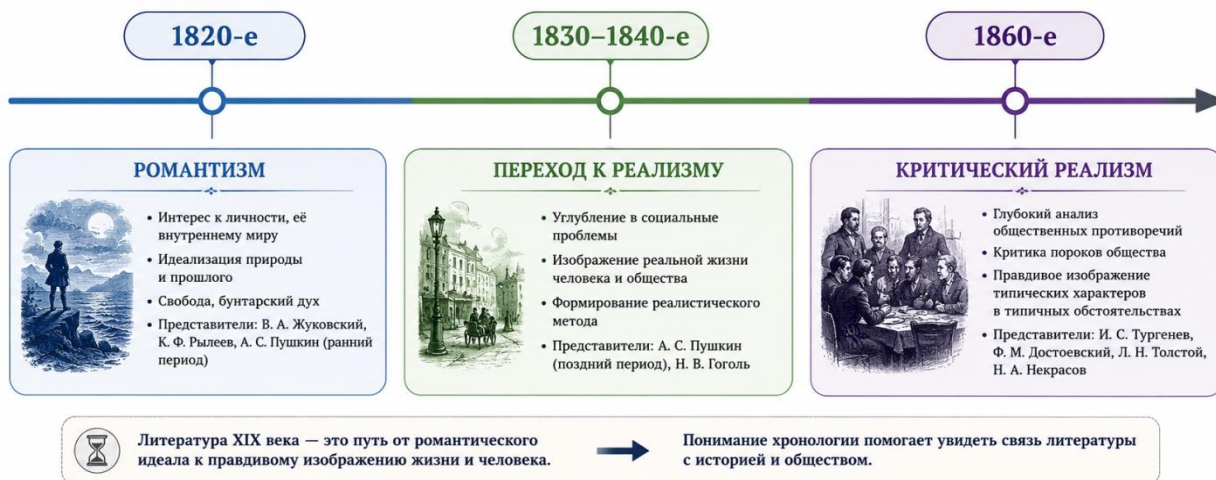 1820-е
1830–1840-е
1860-е
РОМАНТИЗМ
• Интерес к личности, её
внутреннему миру
• Идеализация природы
и прошлого
• Свобода, бунтарский дух
• Представители: В. А. Жуковский,
К. Ф. Рылеев, А. С. Пушкин (ранний
период)
ПЕРЕХОД К РЕАЛИЗМУ
• Углубление в социальные
проблемы
• Изображение реальной жизни
человека и общества
• Формирование реалистического
метода
• Представители: А. С. Пушкин
(поздний период), Н. В. Гоголь
КРИТИЧЕСКИЙ РЕАЛИЗМ
• Глубокий анализ
общественных противоречий
• Критика пороков общества
• Правдивое изображение
типических характеров
в типичных обстоятельствах
• Представители: И. С. Тургенев,
Ф. М. Достоевский, Л. Н. Толстой,
Н. А. Некрасов
Литература XIX века — это путь от романтического
идеала к правдивому изображению жизни и человека.
Понимание хронологии помогает увидеть связь литературы
с историей и обществом.